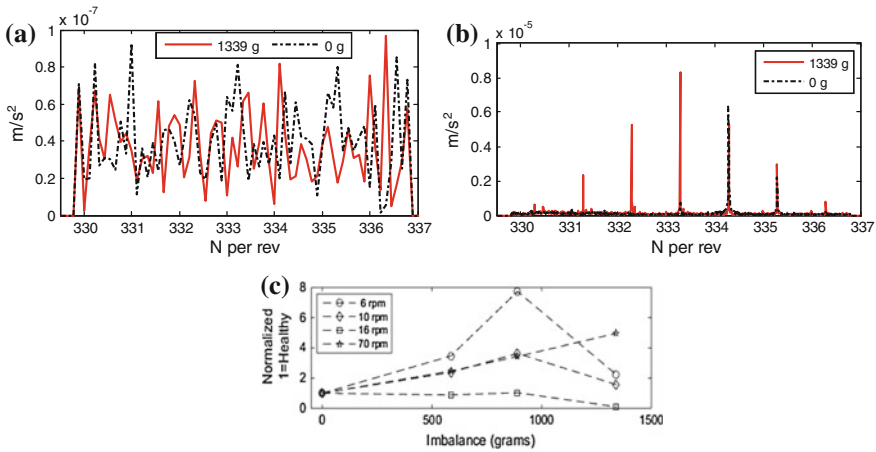 (a)
x 10⁻⁷
1339 g
0 g
1
0.8
0.6
0.4
0.2
0
m/s²
330 331 332 333 334 335 336 337
N per rev
(b)
x 10⁻⁵
1339 g
0 g
1
0.8
0.6
0.4
0.2
0
m/s²
330 331 332 333 334 335 336 337
N per rev
(c)
6 rpm
10 rpm
16 rpm
70 rpm
8
6
4
2
0
Normalized
1=Healthy
0 500 1000 1500
Imbalance (grams)